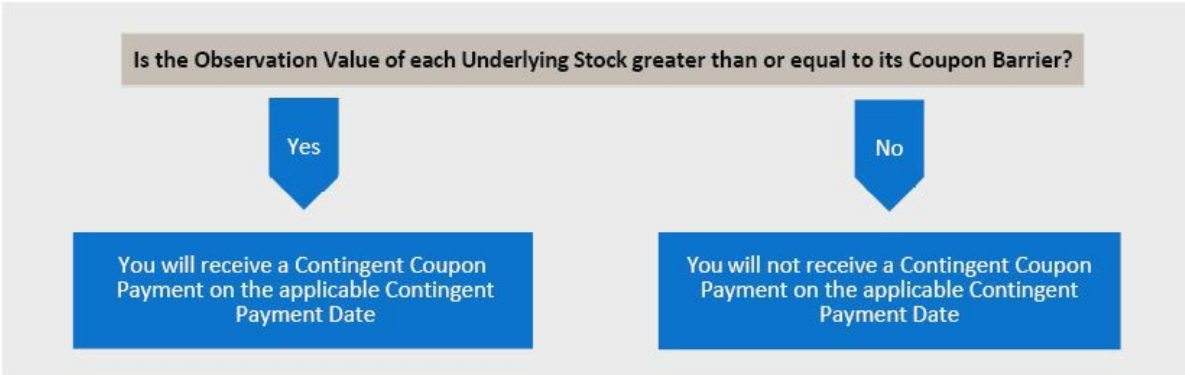 Is the Observation Value of each Underlying Stock greater than or equal to its Coupon Barrier?
Yes
No
You will receive a Contingent Coupon
Payment on the applicable Contingent
Payment Date
You will not receive a Contingent Coupon
Payment on the applicable Contingent
Payment Date